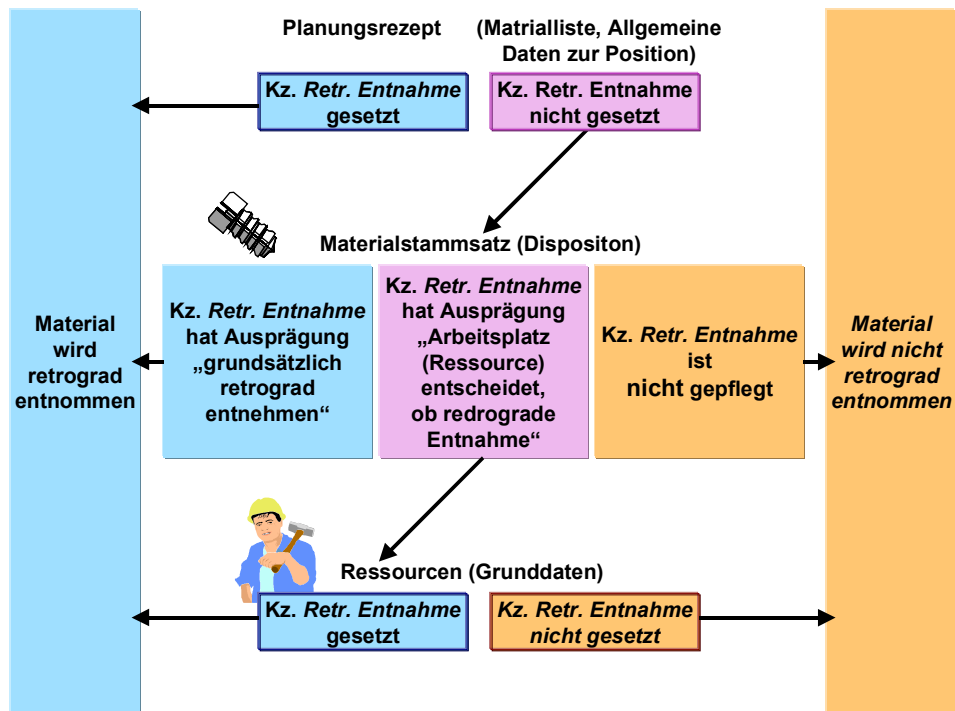 Planungsrezept
(Matrialliste, Allgemeine
Daten zur Position)
Kz. Retr. Entnahme
gesetzt
Kz. Retr. Entnahme
nicht gesetzt
Materialstammsatz (Dispositon)
Material
wird
retrograd
entnommen
Kz. Retr. Entnahme
hat Ausprägung
„grundsätzlich
retrograd
entnehmen“
Kz. Retr. Entnahme
hat Ausprägung
„Arbeitsplatz
(Ressource)
entscheidet,
ob redrograde
Entnahme“
Kz. Retr. Entnahme
ist
nicht gepflegt
Material
wird nicht
retrograd
entnommen
Ressourcen (Grunddaten)
Kz. Retr. Entnahme
gesetzt
Kz. Retr. Entnahme
nicht gesetzt